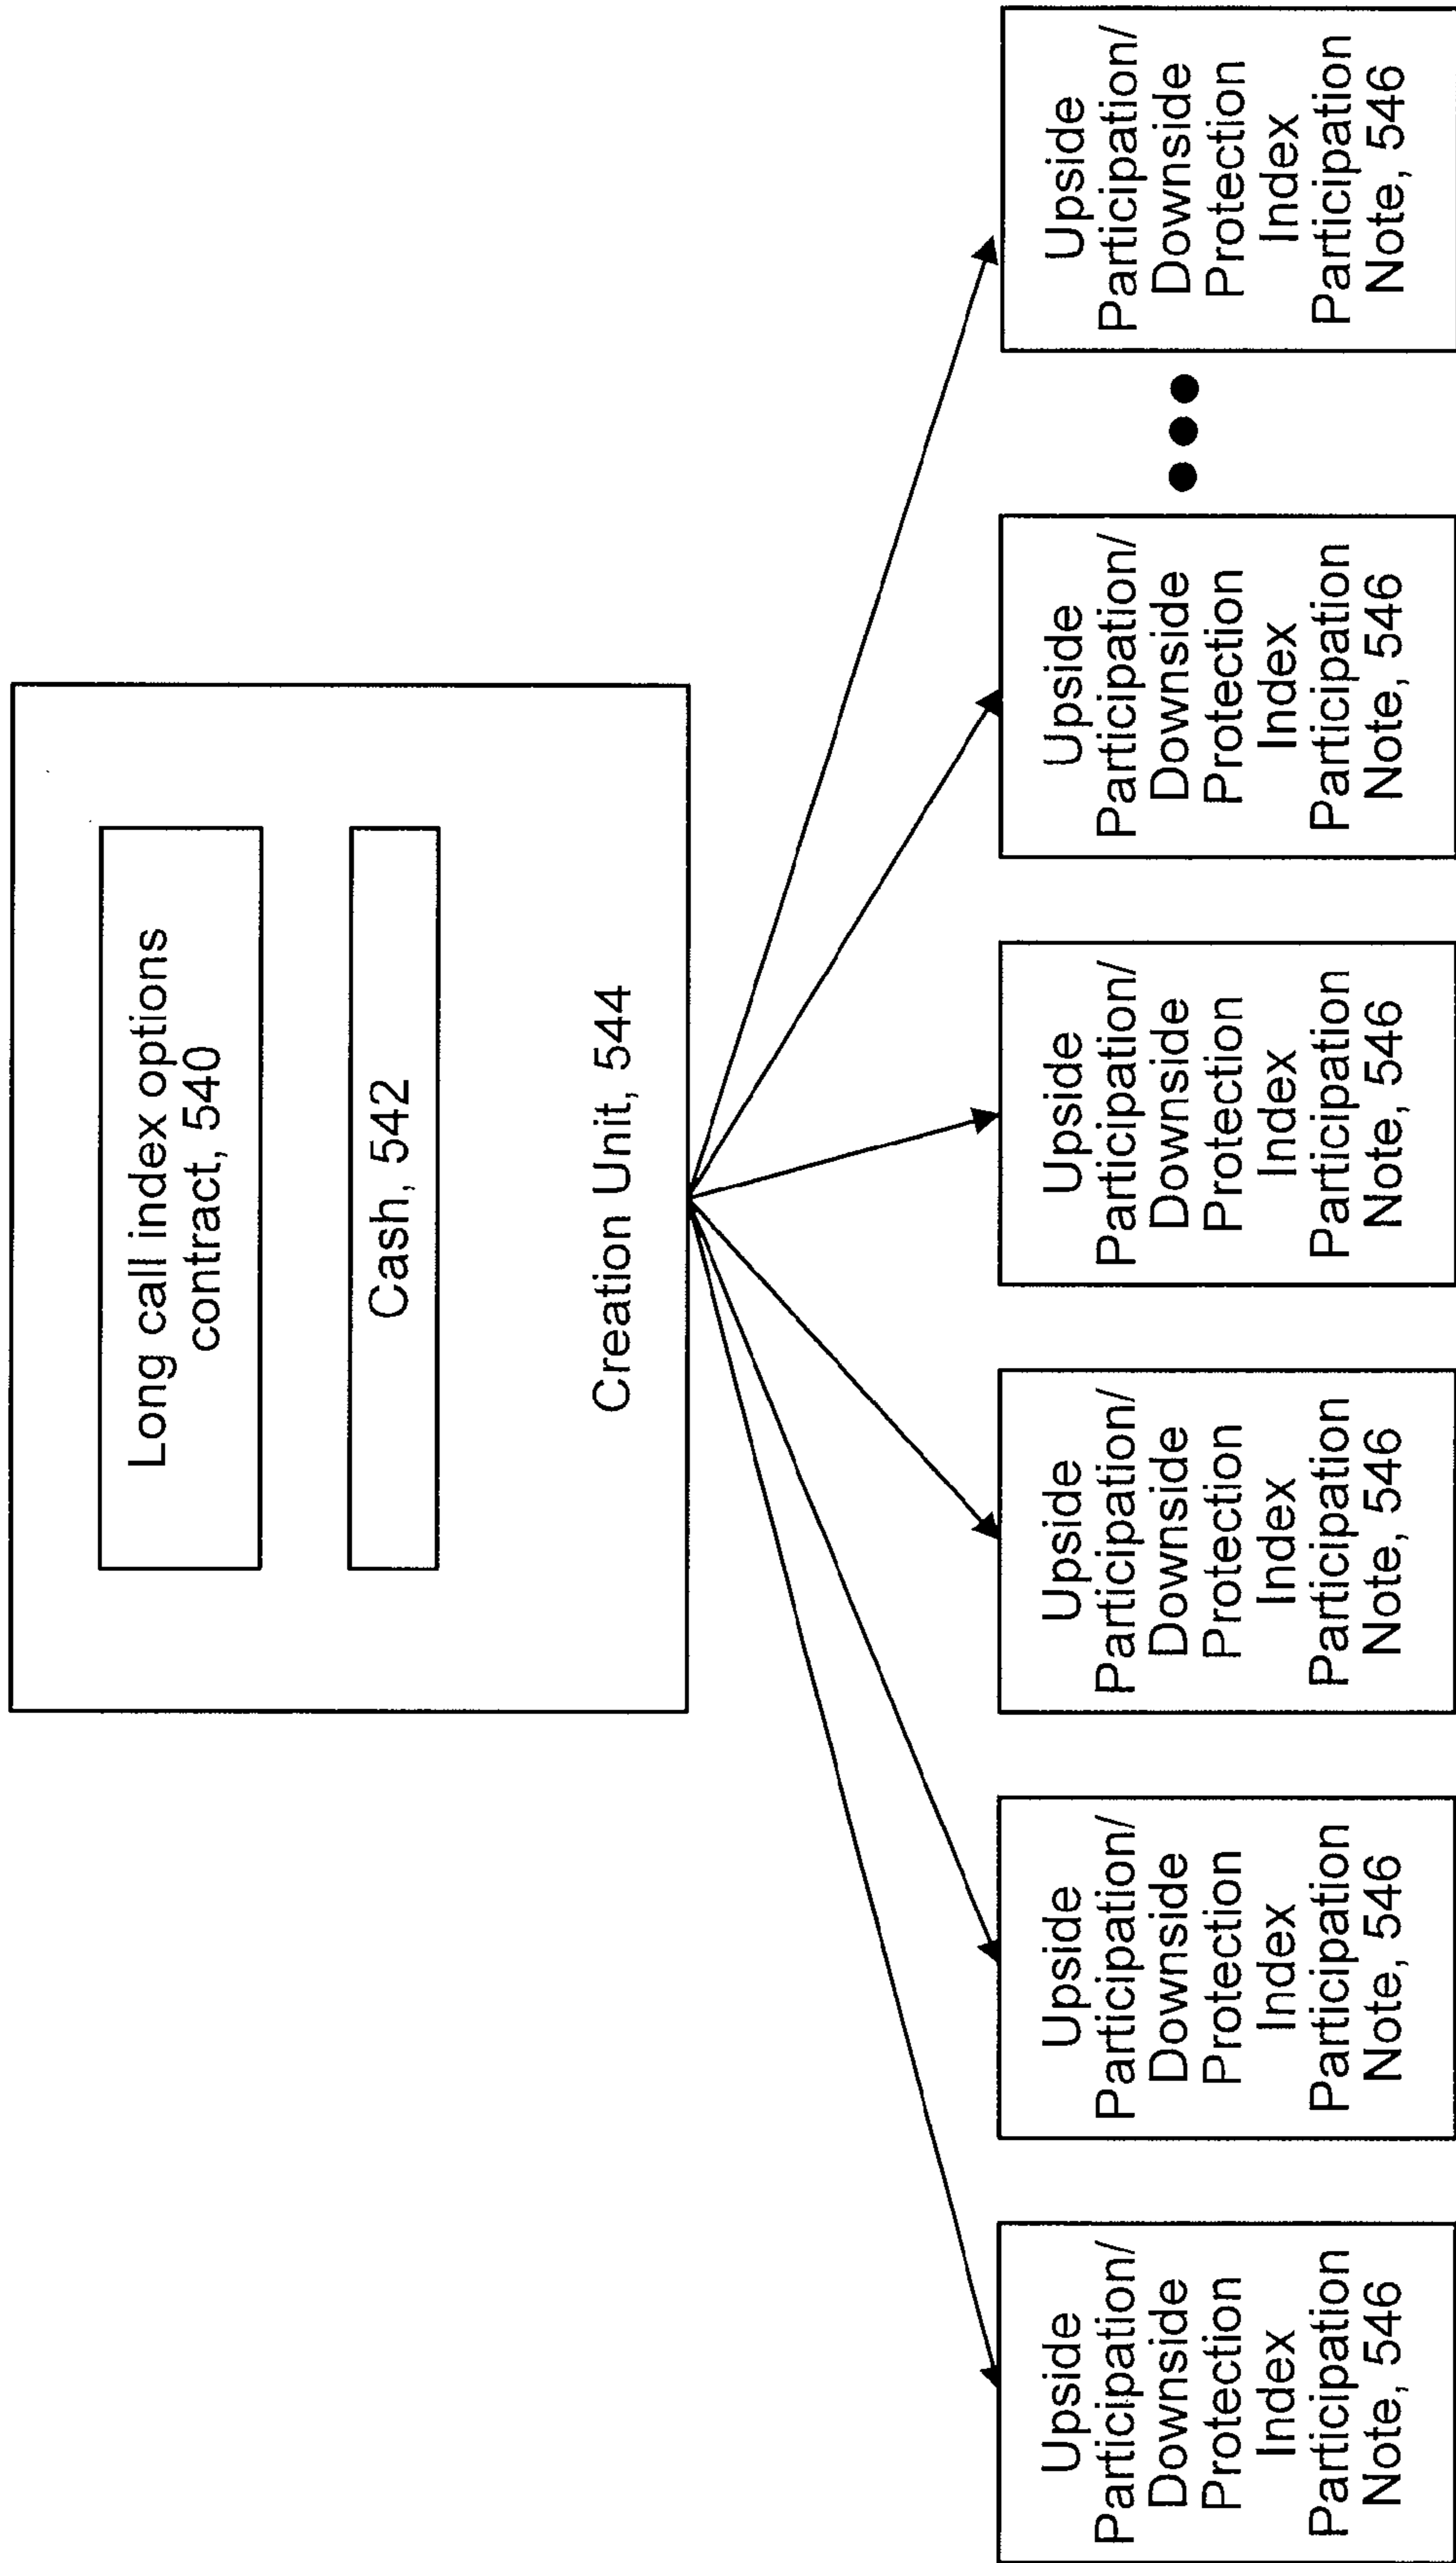 Long call index options
contract, 540
Cash, 542
Creation Unit, 544
Upside
Participation/
Downside
Protection
Index
Participation
Note, 546
Upside
Participation/
Downside
Protection
Index
Participation
Note, 546
Upside
Participation/
Downside
Protection
Index
Participation
Note, 546
Upside
Participation/
Downside
Protection
Index
Participation
Note, 546
Upside
Participation/
Downside
Protection
Index
Participation
Note, 546
Upside
Participation/
Downside
Protection
Index
Participation
Note, 546